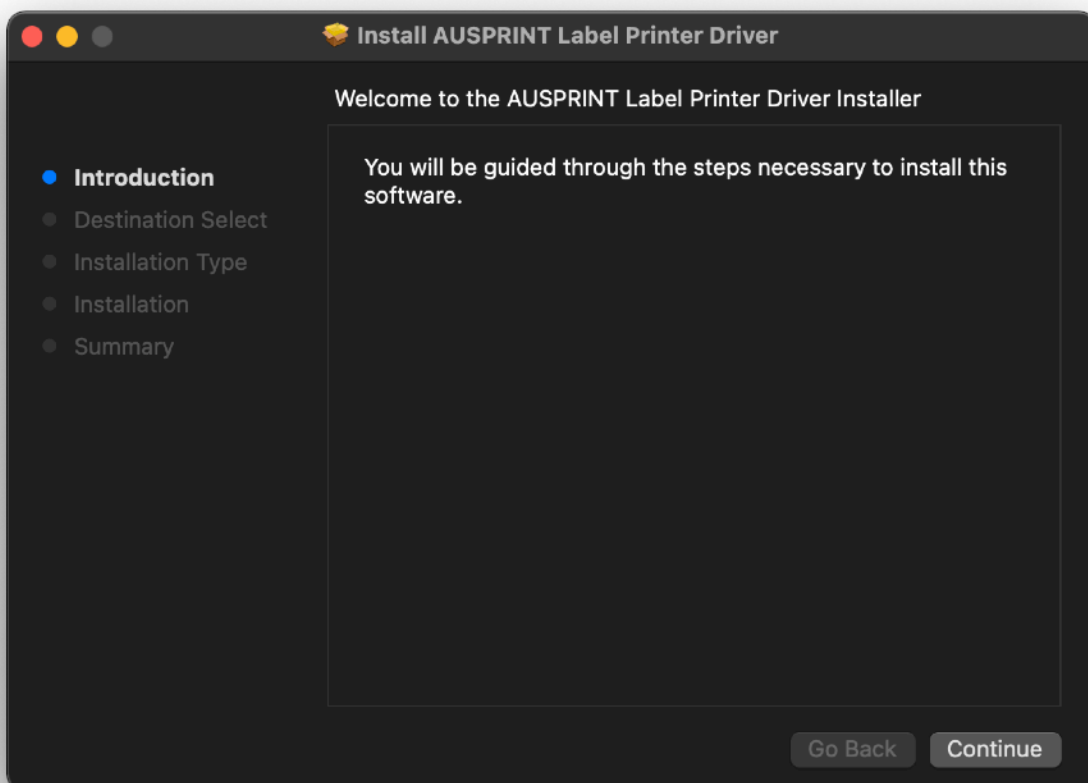 Install AUSPRINT Label Printer Driver
Welcome to the AUSPRINT Label Printer Driver Installer
Introduction
Destination Select
Installation Type
Installation
Summary
You will be guided through the steps necessary to install this
software.
Go Back
Continue